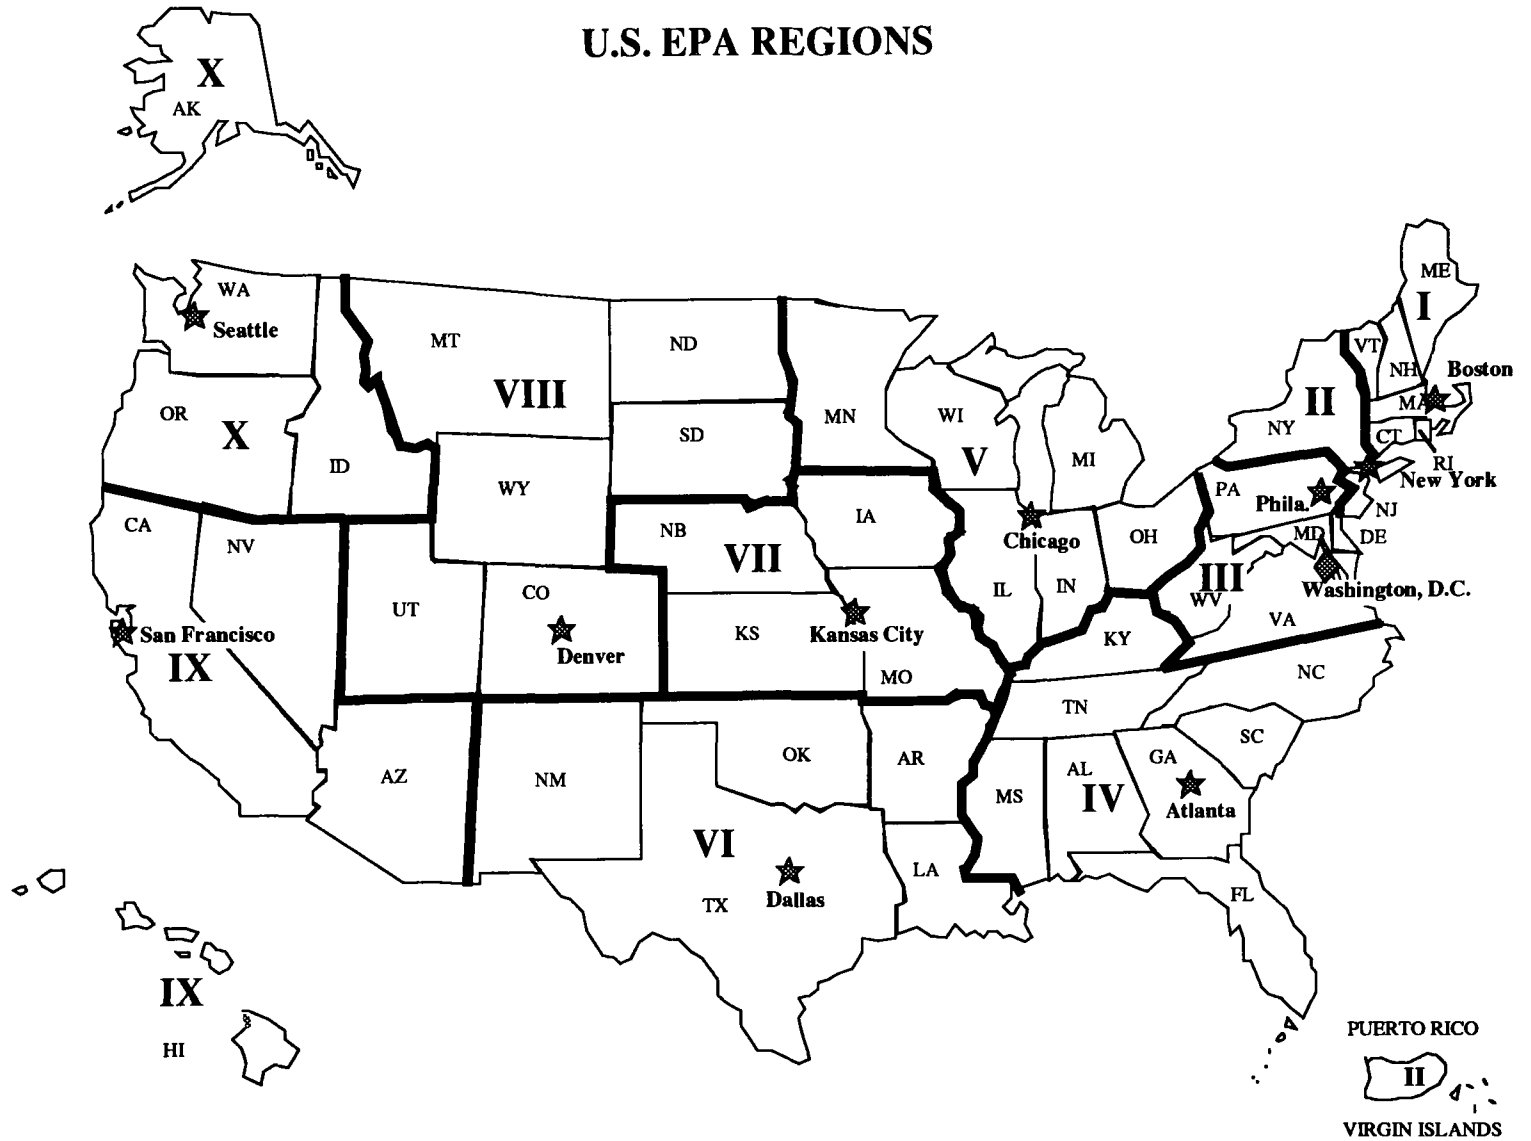 U.S. EPA REGIONS
X
AK
ME
I
WA
Seattle
MT
ND
VT
NH
Boston
VIII
OR
X
SD
MN
WI
V
MI
II
NY
MA
CT
RI
New York
ID
WY
PA
Phila.
NJ
CA
NV
NB
VII
IA
Chicago
OH
MD
DE
III
WV
Washington, D.C.
UT
CO
Denver
KS
Kansas City
IL
IN
KY
VA
San Francisco
IX
MO
NC
TN
AZ
NM
OK
AR
MS
AL
IV
GA
Atlanta
SC
VI
TX
Dallas
LA
FL
IX
HI
PUERTO RICO
II
VIRGIN ISLANDS